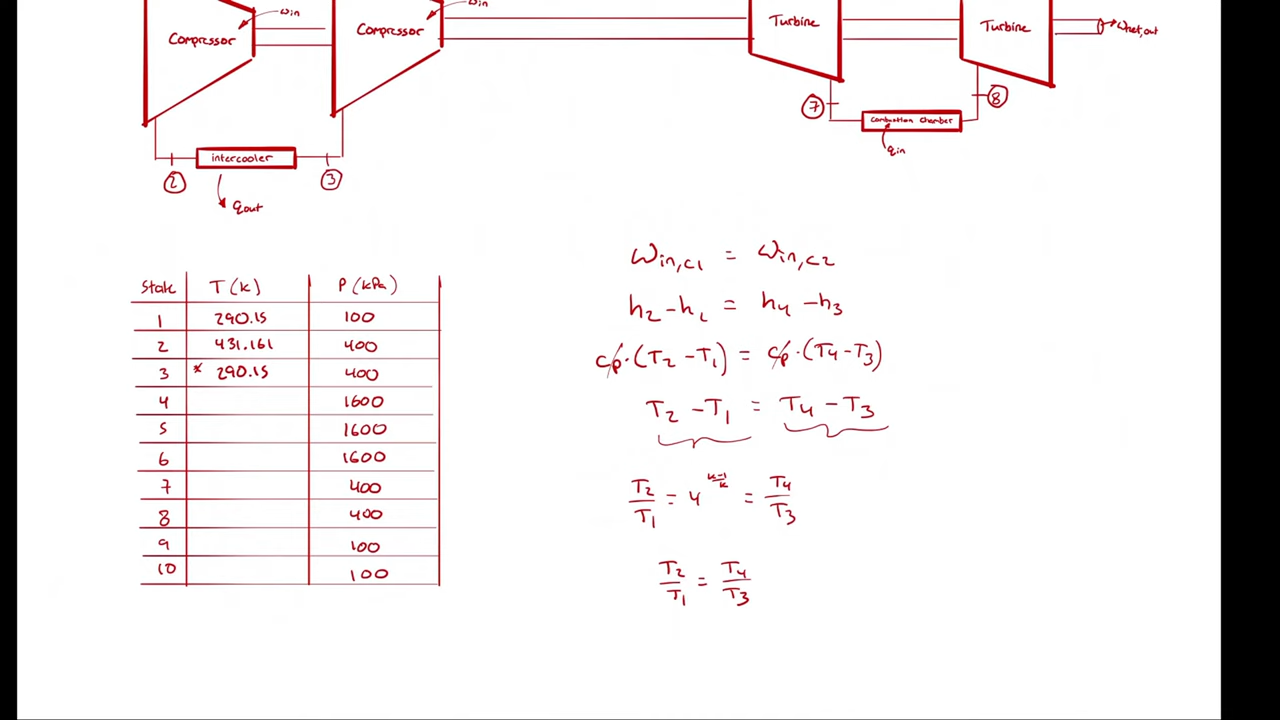 win
win
Compressor
Compressor
Turbine
Turbine
wnet,out
7
8
combustion chamber
qin
intercooler
2
3
qout
State T (K) P (kPa)
1 290.15 100
2 431.161 400
3 * 290.15 400
4 1600
5 1600
6 1600
7 400
8 400
9 100
10 100
win,c1 = win,c2
h2 - h1 = h4 - h3
cp · (T2 - T1) = cp · (T4 - T3)
T2 - T1 = T4 - T3
T2/T1 = 4^(k-1/k) = T4/T3
T2/T1 = T4/T3